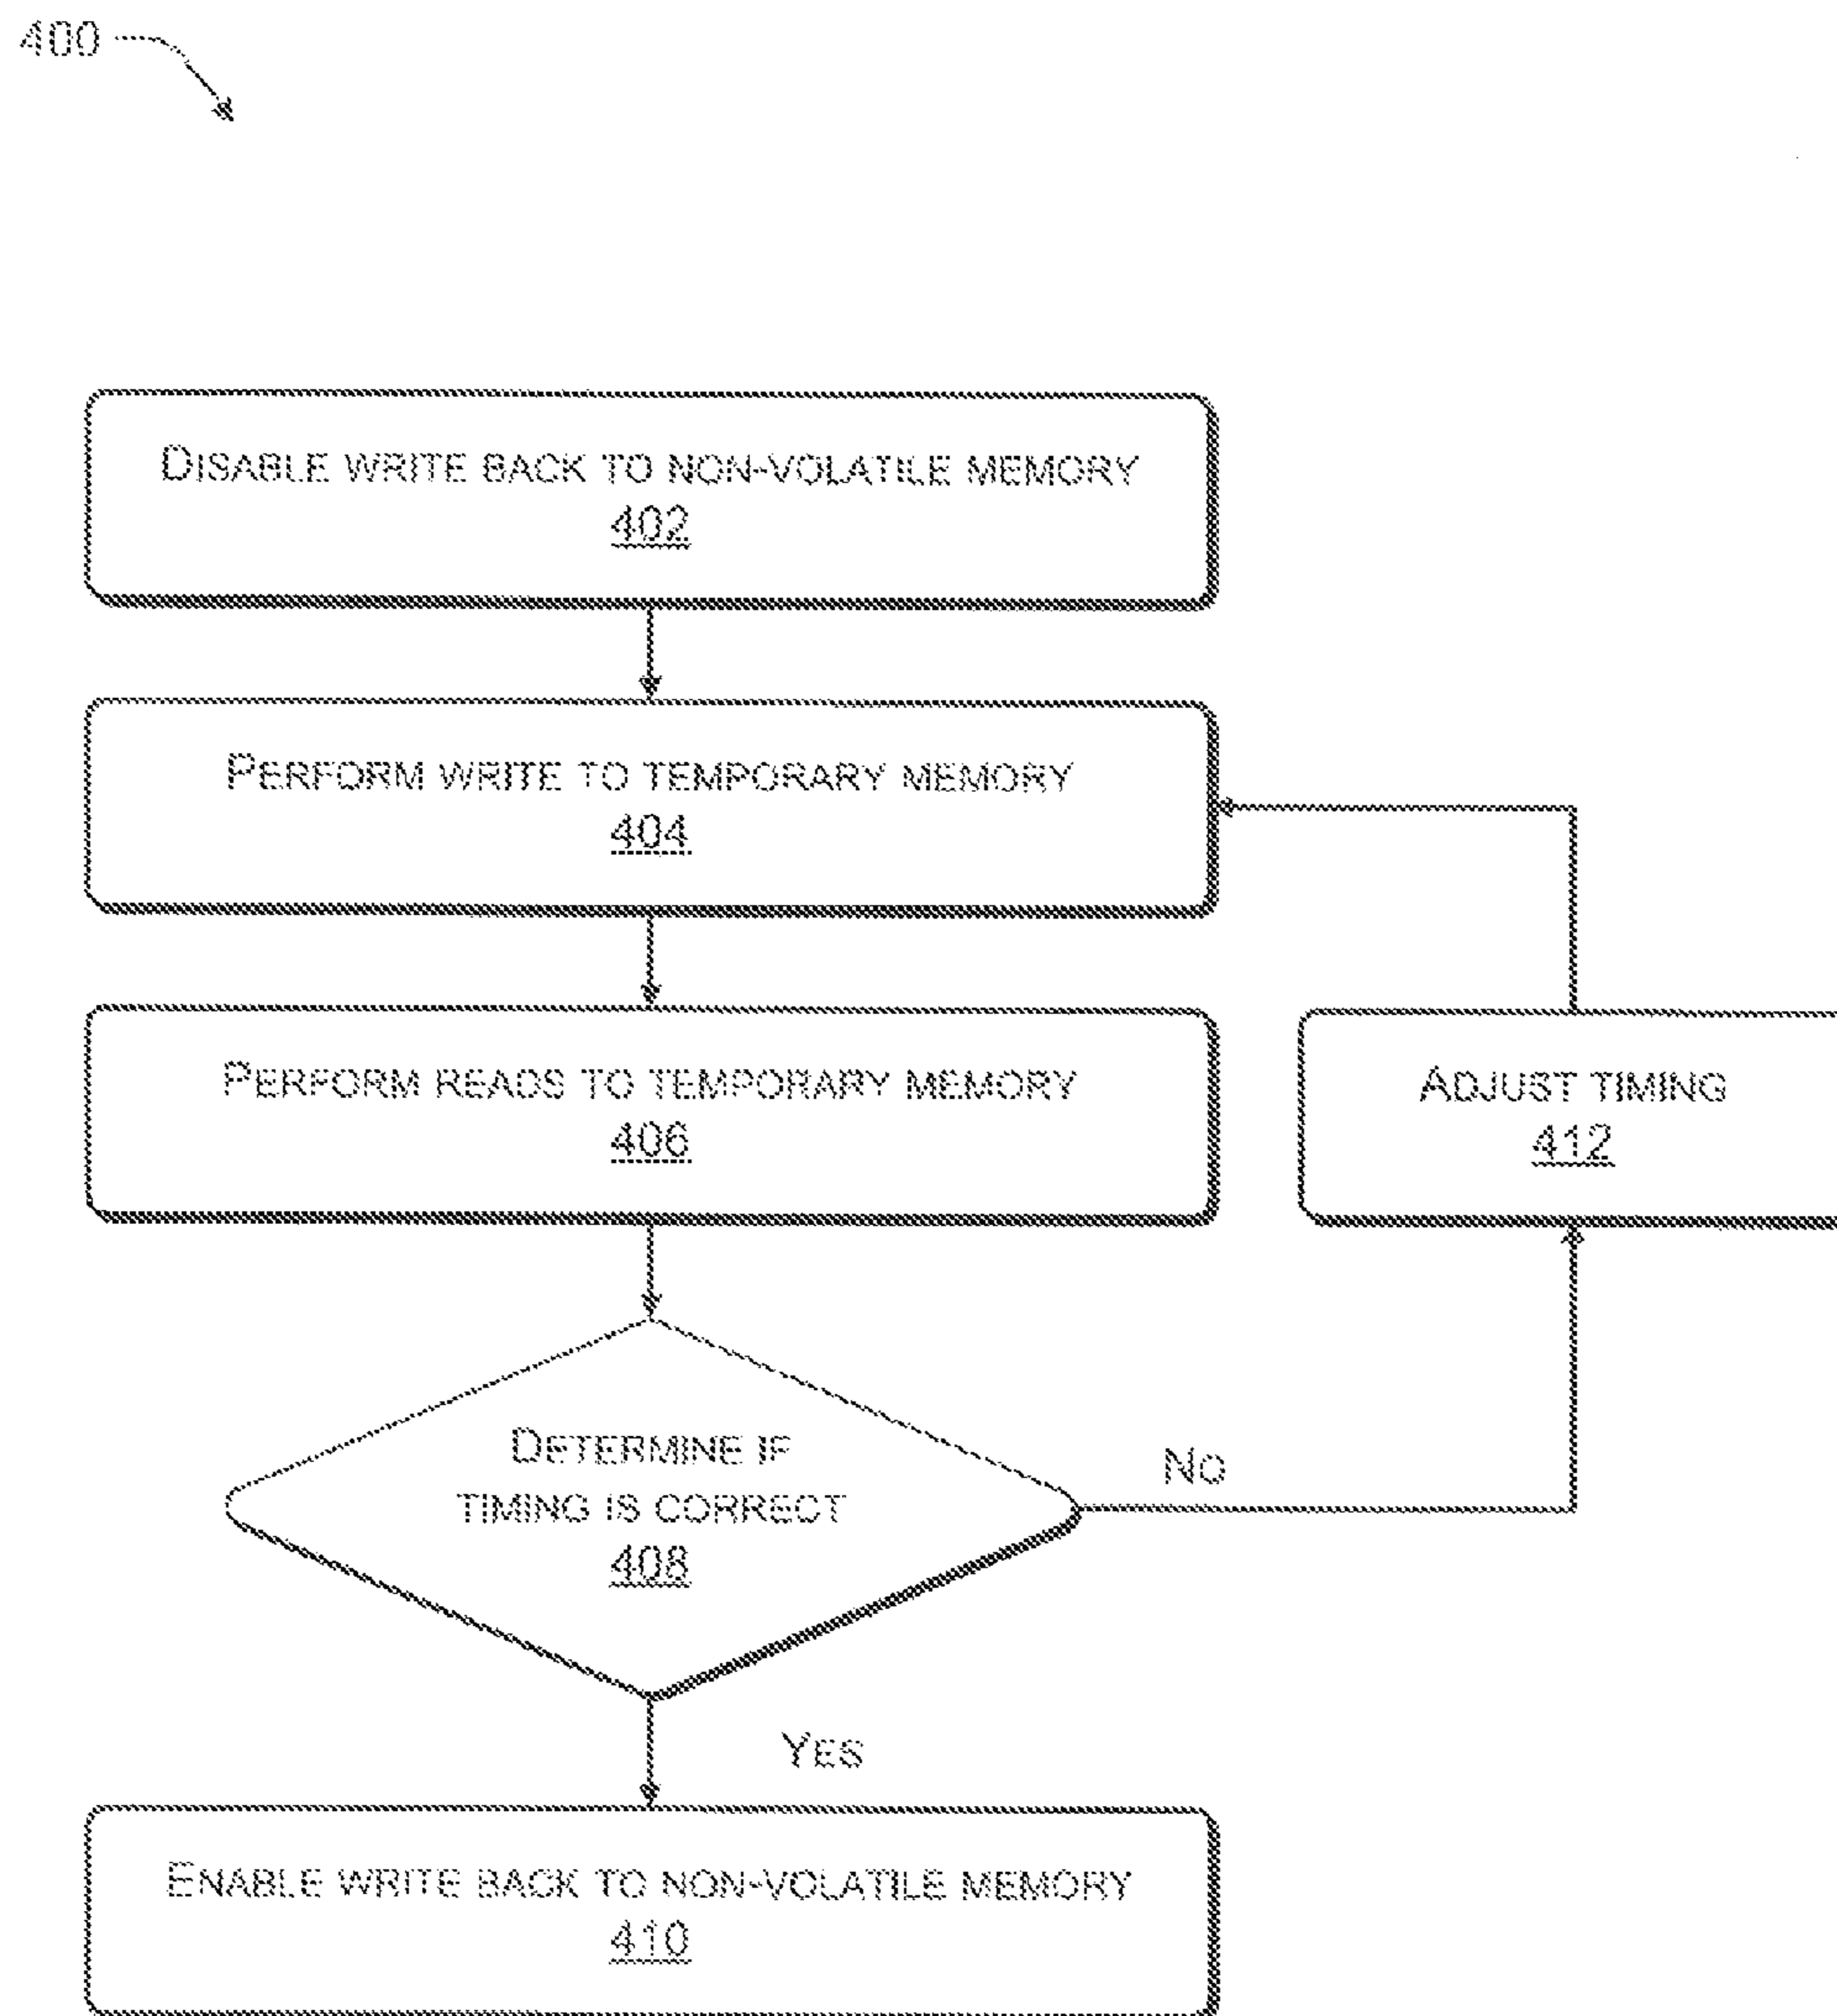 400
DISABLE WRITE BACK TO NON-VOLATILE MEMORY
402
PERFORM WRITE TO TEMPORARY MEMORY
404
PERFORM READS TO TEMPORARY MEMORY
406
ADJUST TIMING
412
DETERMINE IF
TIMING IS CORRECT
408
NO
YES
ENABLE WRITE BACK TO NON-VOLATILE MEMORY
410